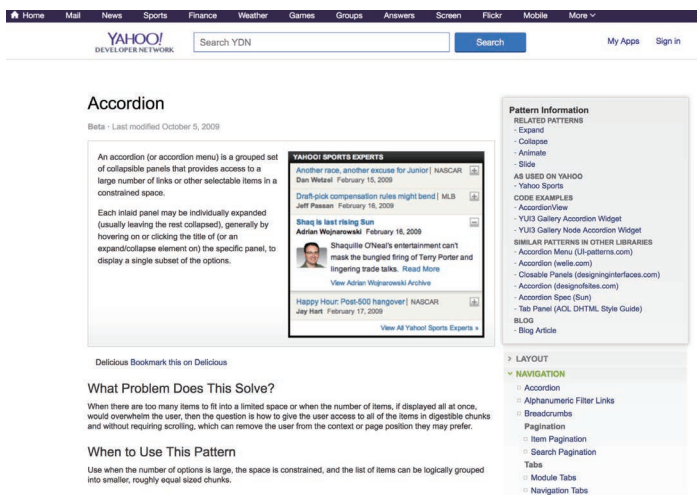 Home Mail News Sports Finance Weather Games Groups Answers Screen Flickr Mobile More
YAHOO!
DEVELOPER NETWORK
Search YDN
Search
My Apps Sign in
Accordion
Beta · Last modified October 5, 2009
An accordion (or accordion menu) is a grouped set
of collapsible panels that provides access to a
large number of links or other selectable items in a
constrained space.
Each inlaid panel may be individually expanded
(usually leaving the rest collapsed), generally by
hovering on or clicking the title of (or an
expand/collapse element on) the specific panel, to
display a single subset of the options.
YAHOO! SPORTS EXPERTS
Another race, another excuse for Junior | NASCAR
Dan Wetzel February 15, 2009
Draft-pick compensation rules might bend | MLB
Jeff Passan February 16, 2009
Shaq is last rising Sun
Adrian Wojnarowski February 16, 2009
Shaquille O'Neal's entertainment can't
mask the bungled firing of Terry Porter and
lingering trade talks. Read More
View Adrian Wojnarowski Archive
Happy Hour: Post-500 hangover | NASCAR
Jay Hart February 17, 2009
View All Yahoo! Sports Experts »
Delicious Bookmark this on Delicious
What Problem Does This Solve?
When there are too many items to fit into a limited space or when the number of items, if displayed all at once,
would overwhelm the user, then the question is how to give the user access to all of the items in digestible chunks
and without requiring scrolling, which can remove the user from the context or page position they may prefer.
When to Use This Pattern
Use when the number of options is large, the space is constrained, and the list of items can be logically grouped
into smaller, roughly equal sized chunks.
Pattern Information
RELATED PATTERNS
- Expand
- Collapse
- Animate
- Slide
AS USED ON YAHOO
- Yahoo Sports
CODE EXAMPLES
- AccordionView
- YUI3 Gallery Accordion Widget
- YUI3 Gallery Node Accordion Widget
SIMILAR PATTERNS IN OTHER LIBRARIES
- Accordion Menu (UI-patterns.com)
- Accordion (welie.com)
- Closable Panels (designinginterfaces.com)
- Accordion (designofsites.com)
- Accordion Spec (Sun)
- Tab Panel (AOL DHTML Style Guide)
BLOG
- Blog Article
LAYOUT
NAVIGATION
Accordion
Alphanumeric Filter Links
Breadcrumbs
Pagination
Item Pagination
Search Pagination
Tabs
Module Tabs
Navigation Tabs